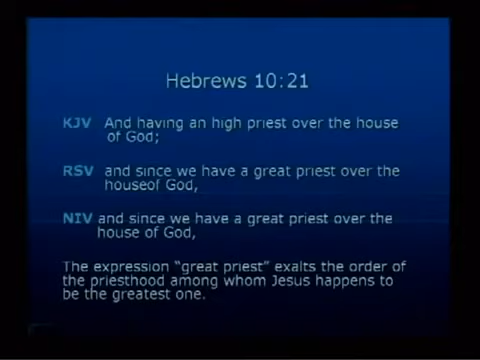 Hebrews 10:21
KJV And having an high priest over the house
of God;
RSV and since we have a great priest over the
houseof God,
NIV and since we have a great priest over the
house of God,
The expression "great priest" exalts the order of
the priesthood among whom Jesus happens to
be the greatest one.